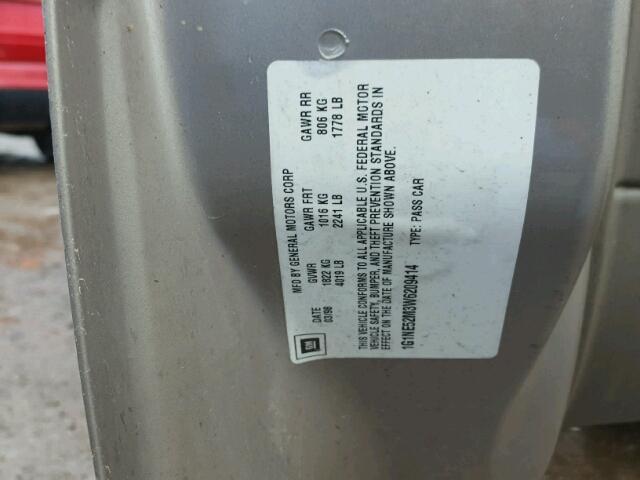 MFD BY GENERAL MOTORS CORP
DATE GVWR GAWR FRT GAWR RR
03/98 1822 KG 1016 KG 806 KG
4019 LB 2241 LB 1778 LB
GM
THIS VEHICLE CONFORMS TO ALL APPLICABLE U.S. FEDERAL MOTOR
VEHICLE SAFETY, BUMPER, AND THEFT PREVENTION STANDARDS IN
EFFECT ON THE DATE OF MANUFACTURE SHOWN ABOVE.
1G1NE52M3W6209414 TYPE: PASS CAR